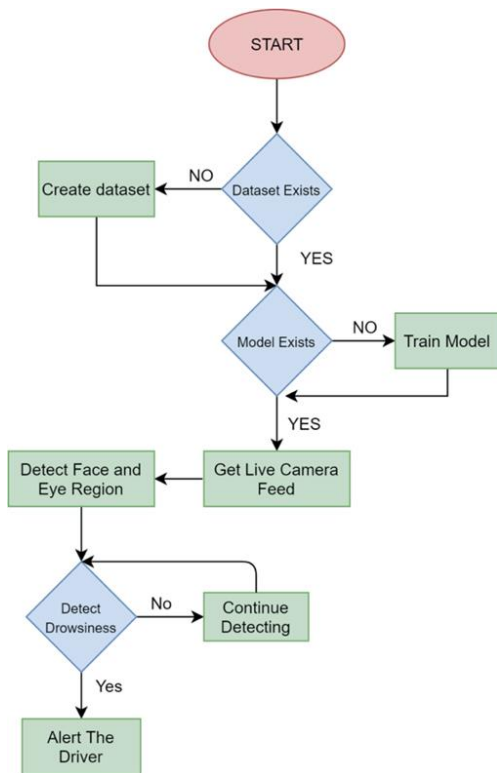 START
Dataset Exists
NO
Create dataset
YES
Model Exists
NO
Train Model
YES
Get Live Camera
Feed
Detect Face and
Eye Region
Detect
Drowsiness
No
Continue
Detecting
Yes
Alert The
Driver